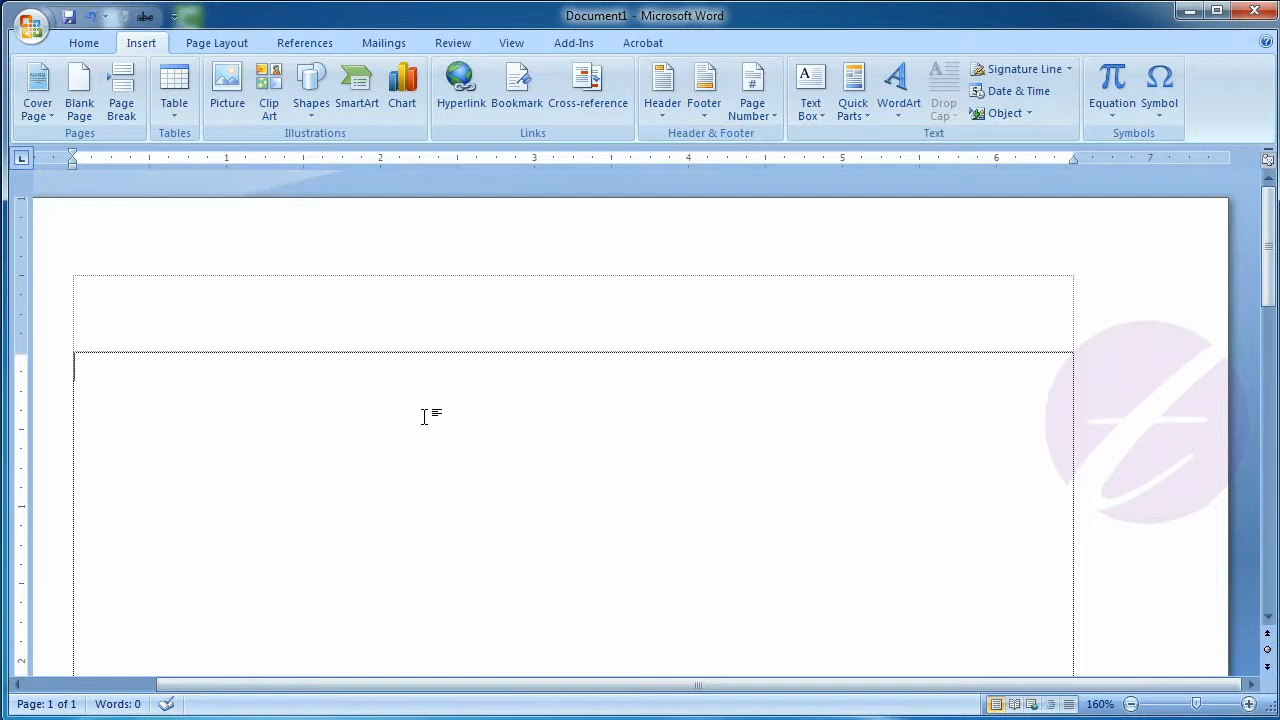 Document1 - Microsoft Word
abc
Home Insert Page Layout References Mailings Review View Add-Ins Acrobat
Cover Page Blank Page Page Break Table Picture Clip Art Shapes SmartArt Chart Hyperlink Bookmark Cross-reference Header Footer Page Number Text Box Quick Parts WordArt Drop Cap Signature Line Equation Symbol
Date & Time
Object
Pages Tables Illustrations Links Header & Footer Text Symbols
1 2 3 4 5 6 7
1
2
Page: 1 of 1 Words: 0 160%